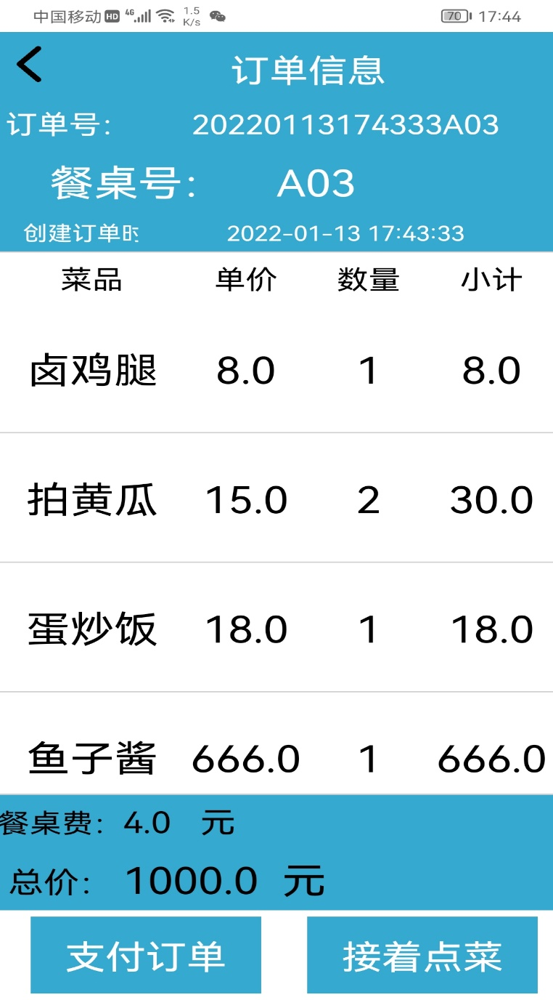 中国移动 HD 4G 1.5 K/s 70 17:44
订单信息
订单号: 20220113174333A03
餐桌号: A03
创建订单时 2022-01-13 17:43:33
菜品 单价 数量 小计
卤鸡腿 8.0 1 8.0
拍黄瓜 15.0 2 30.0
蛋炒饭 18.0 1 18.0
鱼子酱 666.0 1 666.0
餐桌费: 4.0 元
总价: 1000.0 元
支付订单 接着点菜